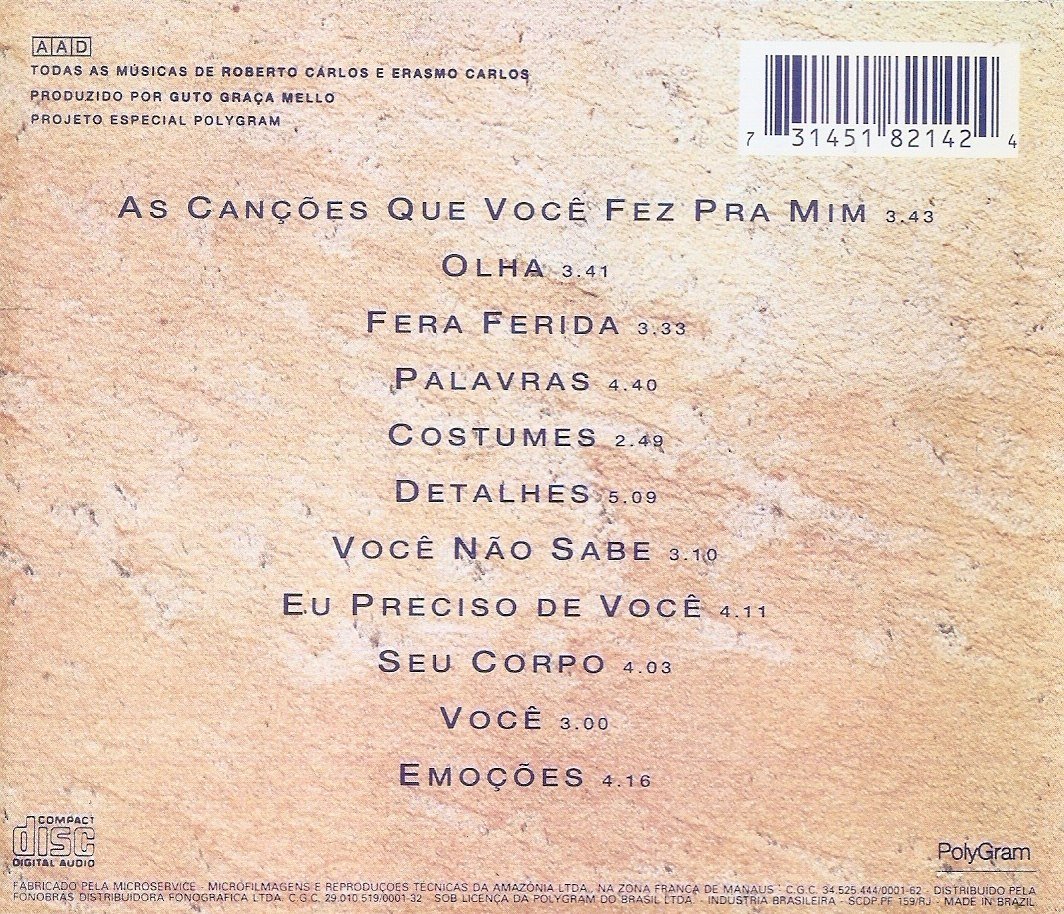 AAD
TODAS AS MÚSICAS DE ROBERTO CARLOS E ERASMO CARLOS
PRODUZIDO POR GUTO GRAÇA MELLO
PROJETO ESPECIAL POLYGRAM
7 31451 82142 4
AS CANÇÕES QUE VOCÊ FEZ PRA MIM 3.43
OLHA 3.41
FERA FERIDA 3.33
PALAVRAS 4.40
COSTUMES 2.49
DETALHES 5.09
VOCÊ NÃO SABE 3.10
EU PRECISO DE VOCÊ 4.11
SEU CORPO 4.03
VOCÊ 3.00
EMOÇÕES 4.16
COMPACT
disc
DIGITAL AUDIO
PolyGram
FABRICADO PELA MICROSERVICE - MICROFILMAGENS E REPRODUÇOES TÉCNICAS DA AMAZÔNIA LTDA., NA ZONA FRANCA DE MANAUS - C.G.C. 34.525.444/0001-62 - DISTRIBUIDO PELA
FONOBRAS DISTRIBUIDORA FONOGRAFICA LTDA. C.G.C. 29.010.519/0001-32 SOB LICENÇA DA POLYGRAM DO BRASIL LTDA - INDUSTRIA BRASILEIRA - SCDP.PF 159/RJ - MADE IN BRAZIL